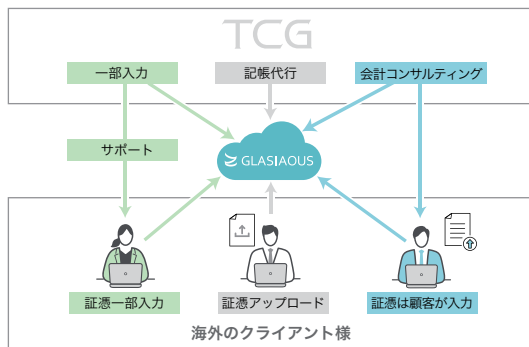 TCG
一部入力
記帳代行
会計コンサルティング
サポート
GLASIAOUS
証憑一部入力
証憑アップロード
証憑は顧客が入力
海外のクライアント様